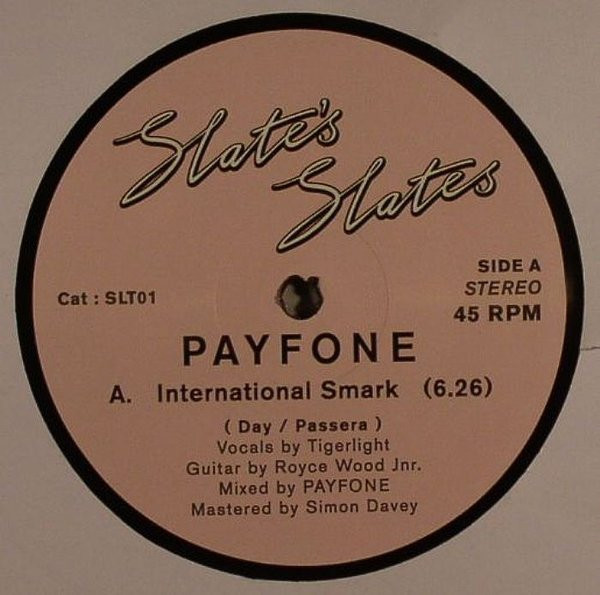 Slate's
Slates
SIDE A
STEREO
45 RPM
Cat : SLT01
PAYFONE
A. International Smark (6.26)
( Day / Passera )
Vocals by Tigerlight
Guitar by Royce Wood Jnr.
Mixed by PAYFONE
Mastered by Simon Davey